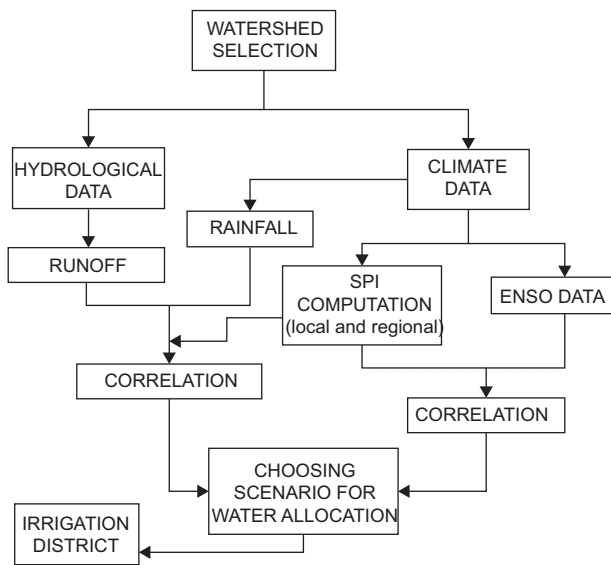 WATERSHED
SELECTION
HYDROLOGICAL
DATA
CLIMATE
DATA
RAINFALL
RUNOFF
SPI
COMPUTATION
(local and regional)
ENSO DATA
CORRELATION
CORRELATION
CHOOSING
SCENARIO FOR
WATER ALLOCATION
IRRIGATION
DISTRICT